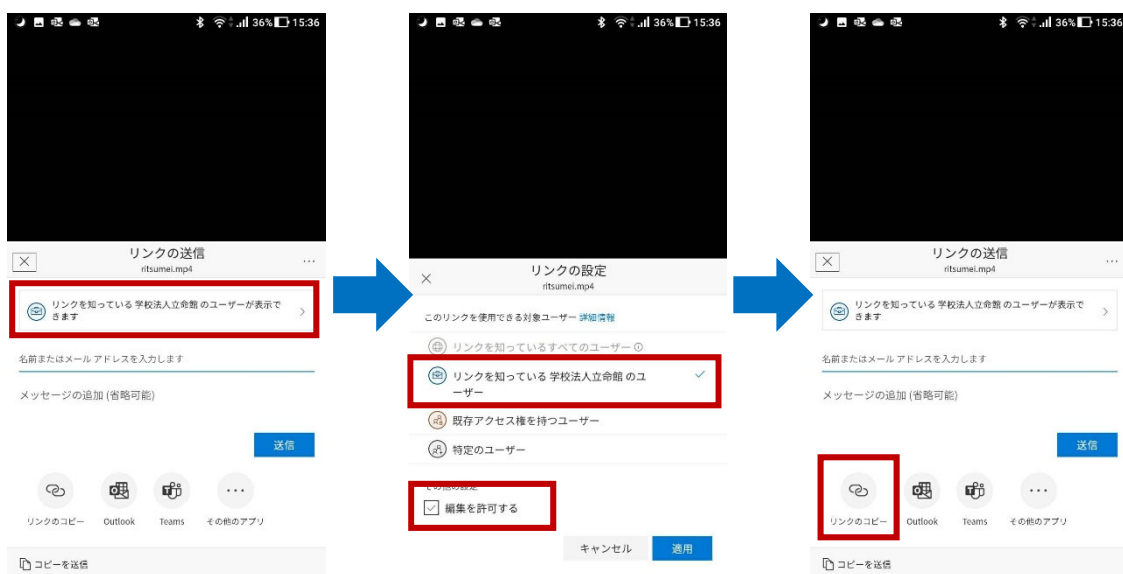 36% 15:36
リンクの送信
ritsumei.mp4
リンクを知っている 学校法人立命館 のユーザーが表示で
きます
名前またはメール アドレスを入力します
メッセージの追加 (省略可能)
送信
リンクのコピー Outlook Teams その他のアプリ
コピーを送信
36% 15:36
リンクの設定
ritsumei.mp4
このリンクを使用できる対象ユーザー 詳細情報
リンクを知っているすべてのユーザー
リンクを知っている 学校法人立命館 のユ
ーザー
既存アクセス権を持つユーザー
特定のユーザー
その他の設定
編集を許可する
キャンセル 適用
36% 15:36
リンクの送信
ritsumei.mp4
リンクを知っている 学校法人立命館 のユーザーが表示で
きます
名前またはメール アドレスを入力します
メッセージの追加 (省略可能)
送信
リンクのコピー Outlook Teams その他のアプリ
コピーを送信